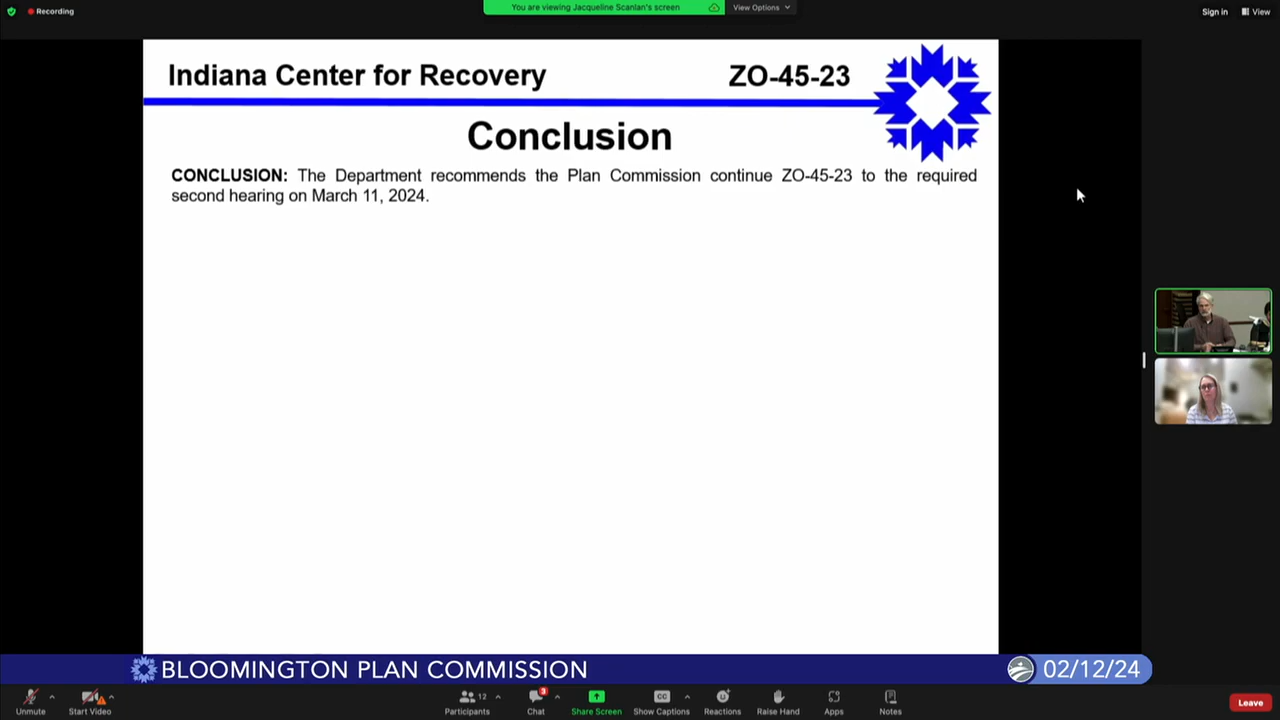 You are viewing Jacqueline Scanlan's screen
View Options
Recording
Sign in
View
Indiana Center for Recovery
ZO-45-23
Conclusion
CONCLUSION: The Department recommends the Plan Commission continue ZO-45-23 to the required
second hearing on March 11, 2024.
BLOOMINGTON PLAN COMMISSION
02/12/24
Unmute
Start Video
12
Participants
3
Chat
Share Screen
CC
Show Captions
Reactions
Raise Hand
Apps
Notes
Leave